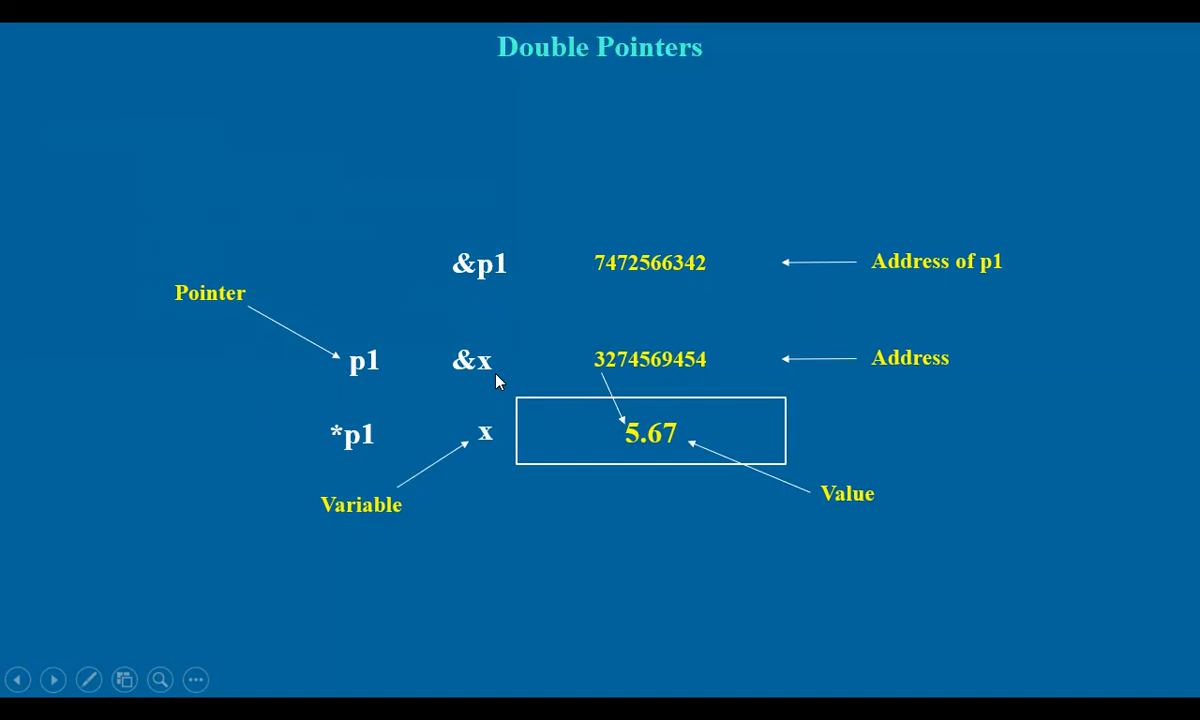 Double Pointers
&p1 7472566342 Address of p1
Pointer
p1 &x 3274569454 Address
*p1 x 5.67
Variable Value